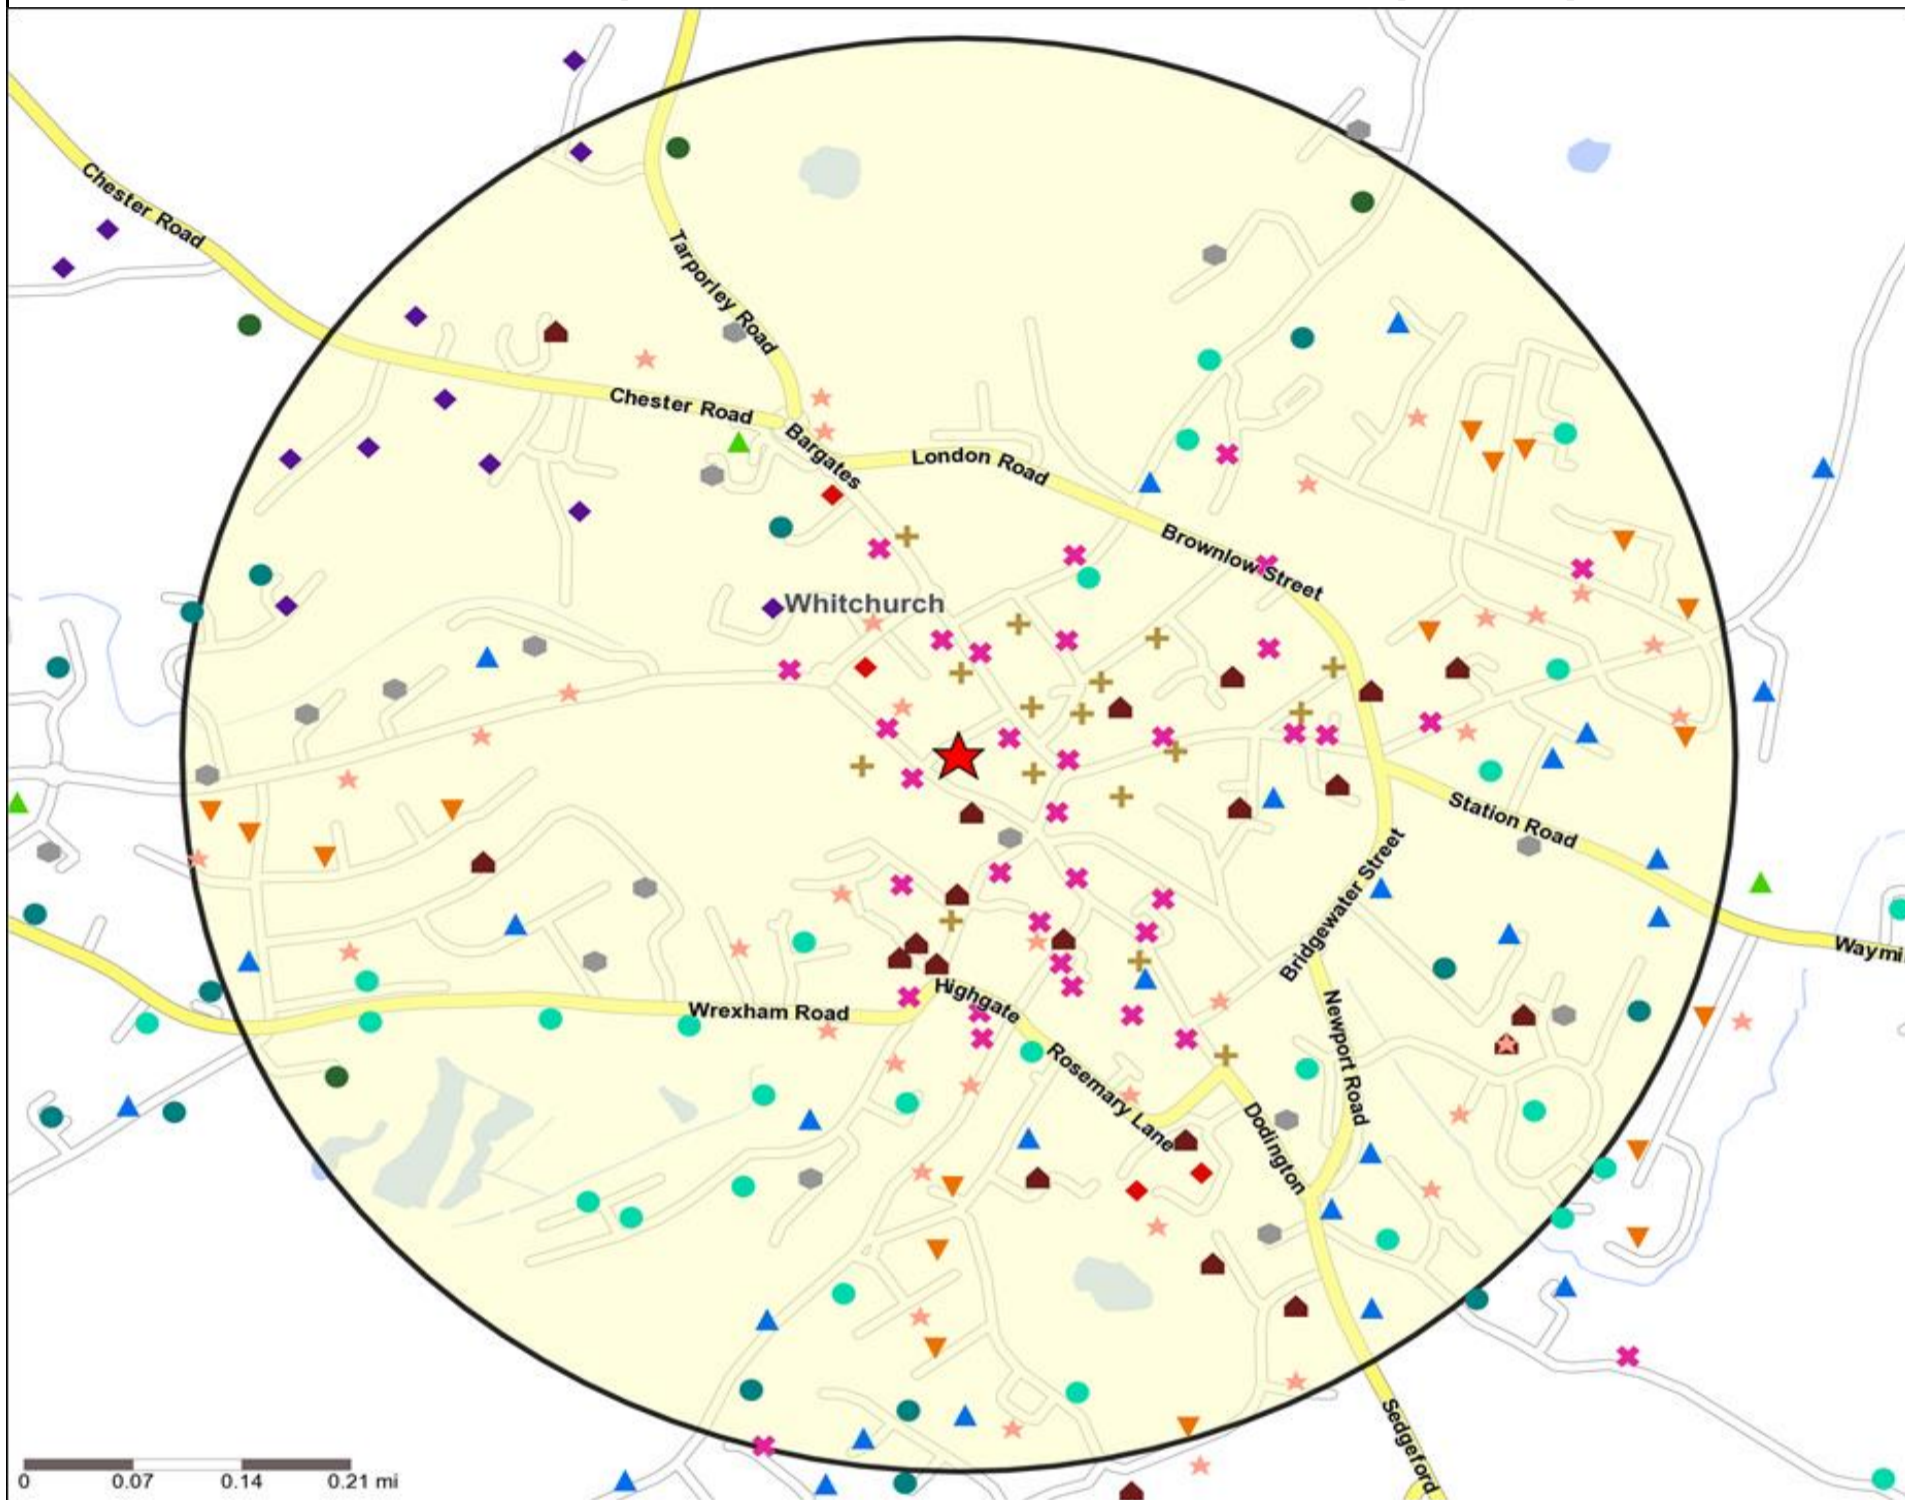 Chester Road
Tarporley Road
Chester Road
Bargates
London Road
Brownlow Street
Whitchurch
Station Road
Bridgewater Street
Highgate
Wrexham Road
Newport Road
Rosemary Lane
Dodington
Sedgeford
0 0.07 0.14 0.21 mi